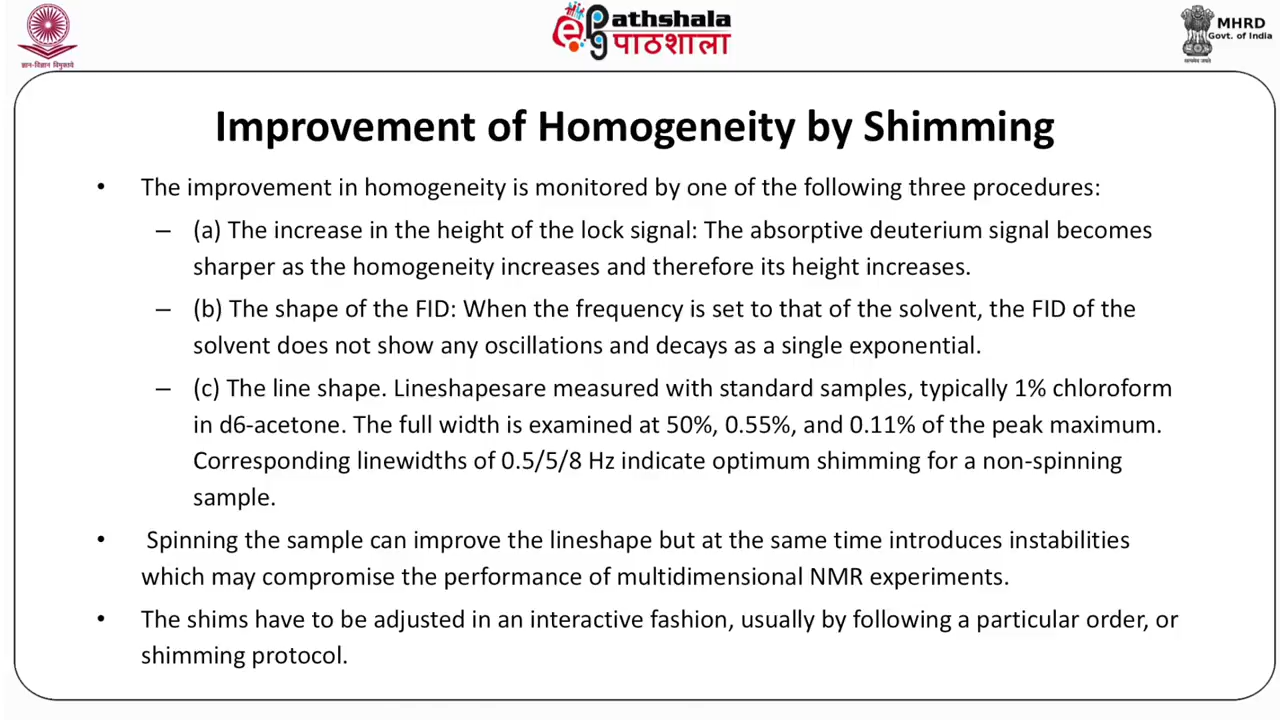 ज्ञान-विज्ञान विमुक्तये
ePathshala
पाठशाला
MHRD
Govt. of India
सत्यमेव जयते
Improvement of Homogeneity by Shimming
• The improvement in homogeneity is monitored by one of the following three procedures:
– (a) The increase in the height of the lock signal: The absorptive deuterium signal becomes
sharper as the homogeneity increases and therefore its height increases.
– (b) The shape of the FID: When the frequency is set to that of the solvent, the FID of the
solvent does not show any oscillations and decays as a single exponential.
– (c) The line shape. Lineshapesare measured with standard samples, typically 1% chloroform
in d6-acetone. The full width is examined at 50%, 0.55%, and 0.11% of the peak maximum.
Corresponding linewidths of 0.5/5/8 Hz indicate optimum shimming for a non-spinning
sample.
• Spinning the sample can improve the lineshape but at the same time introduces instabilities
which may compromise the performance of multidimensional NMR experiments.
• The shims have to be adjusted in an interactive fashion, usually by following a particular order, or
shimming protocol.